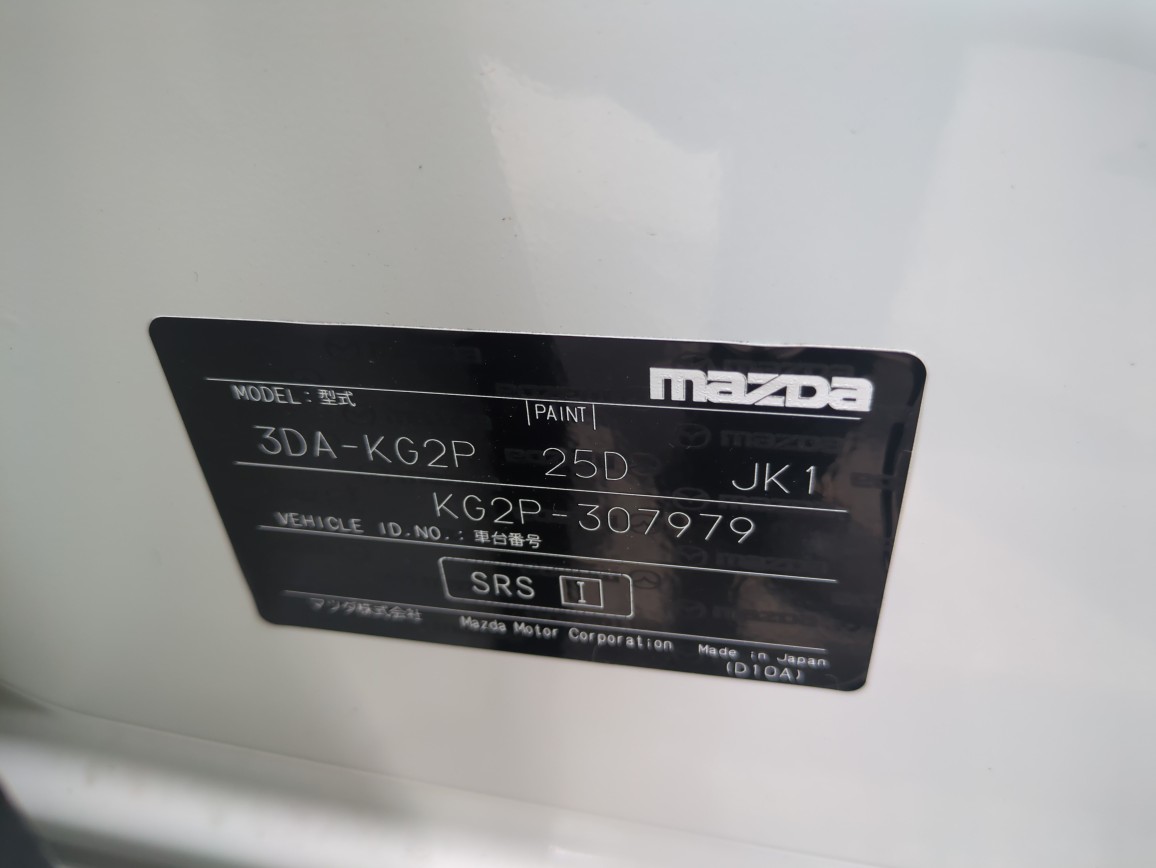 mazda
MODEL : 型式
PAINT
3DA-KG2P 25D JK1
KG2P-307979
VEHICLE ID.NO. : 車台番号
SRS I
マツダ株式会社 Mazda Motor Corporation Made in Japan
(D10A)